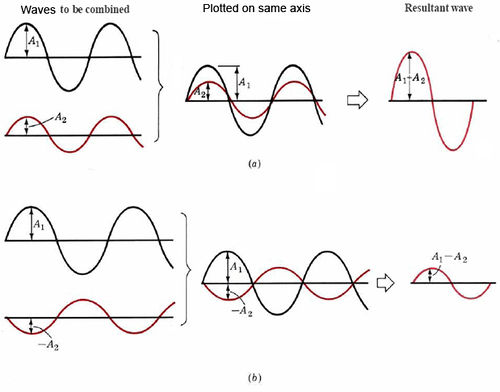 Waves to be combined
Plotted on same axis
Resultant wave
A₁
A₂
A₁
A₂
A₁-A₂
(a)
A₁
-A₂
A₁
-A₂
A₁-A₂
(b)